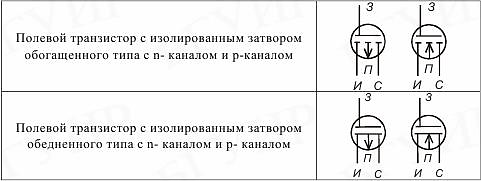 Полевой транзистор с изолированным затвором
обогащенного типа с n- каналом и p-каналом
З З
П
И С И С
Полевой транзистор с изолированным затвором
обедненного типа с n- каналом и p- каналом
З З
П
И С И С